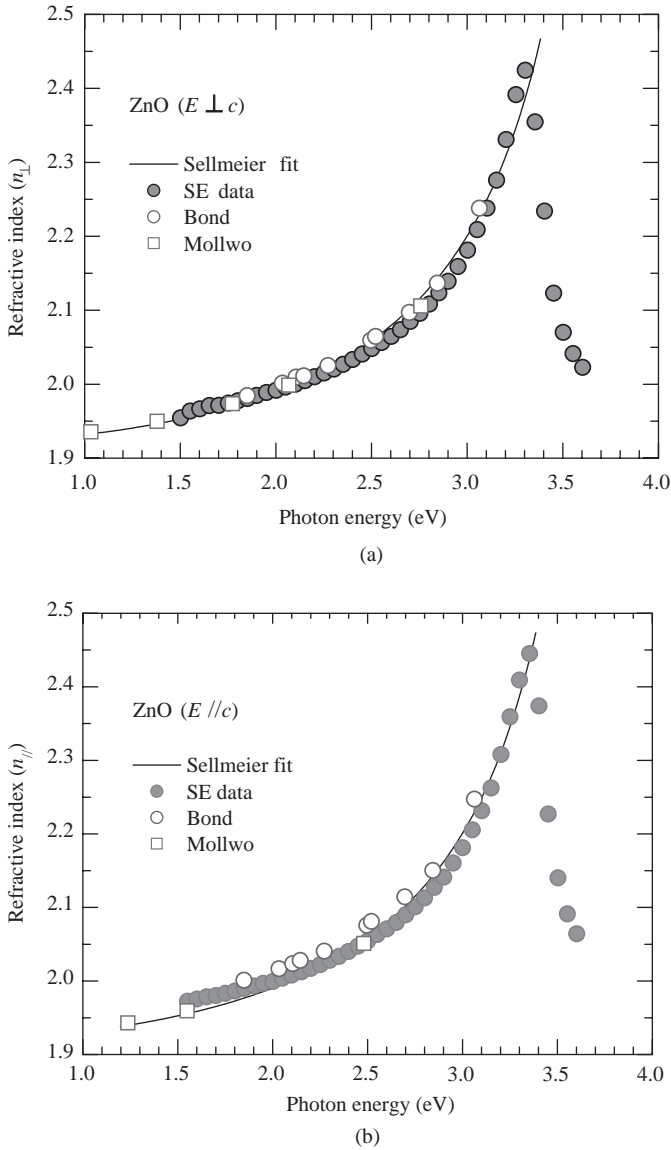 2.5
2.4
2.3
2.2
2.1
2.0
1.9
Refractive index (n⊥)
ZnO (E ⊥ c)
Sellmeier fit
SE data
Bond
Mollwo
1.0 1.5 2.0 2.5 3.0 3.5 4.0
Photon energy (eV)
(a)
2.5
2.4
2.3
2.2
2.1
2.0
1.9
Refractive index (n//)
ZnO (E //c)
Sellmeier fit
SE data
Bond
Mollwo
1.0 1.5 2.0 2.5 3.0 3.5 4.0
Photon energy (eV)
(b)